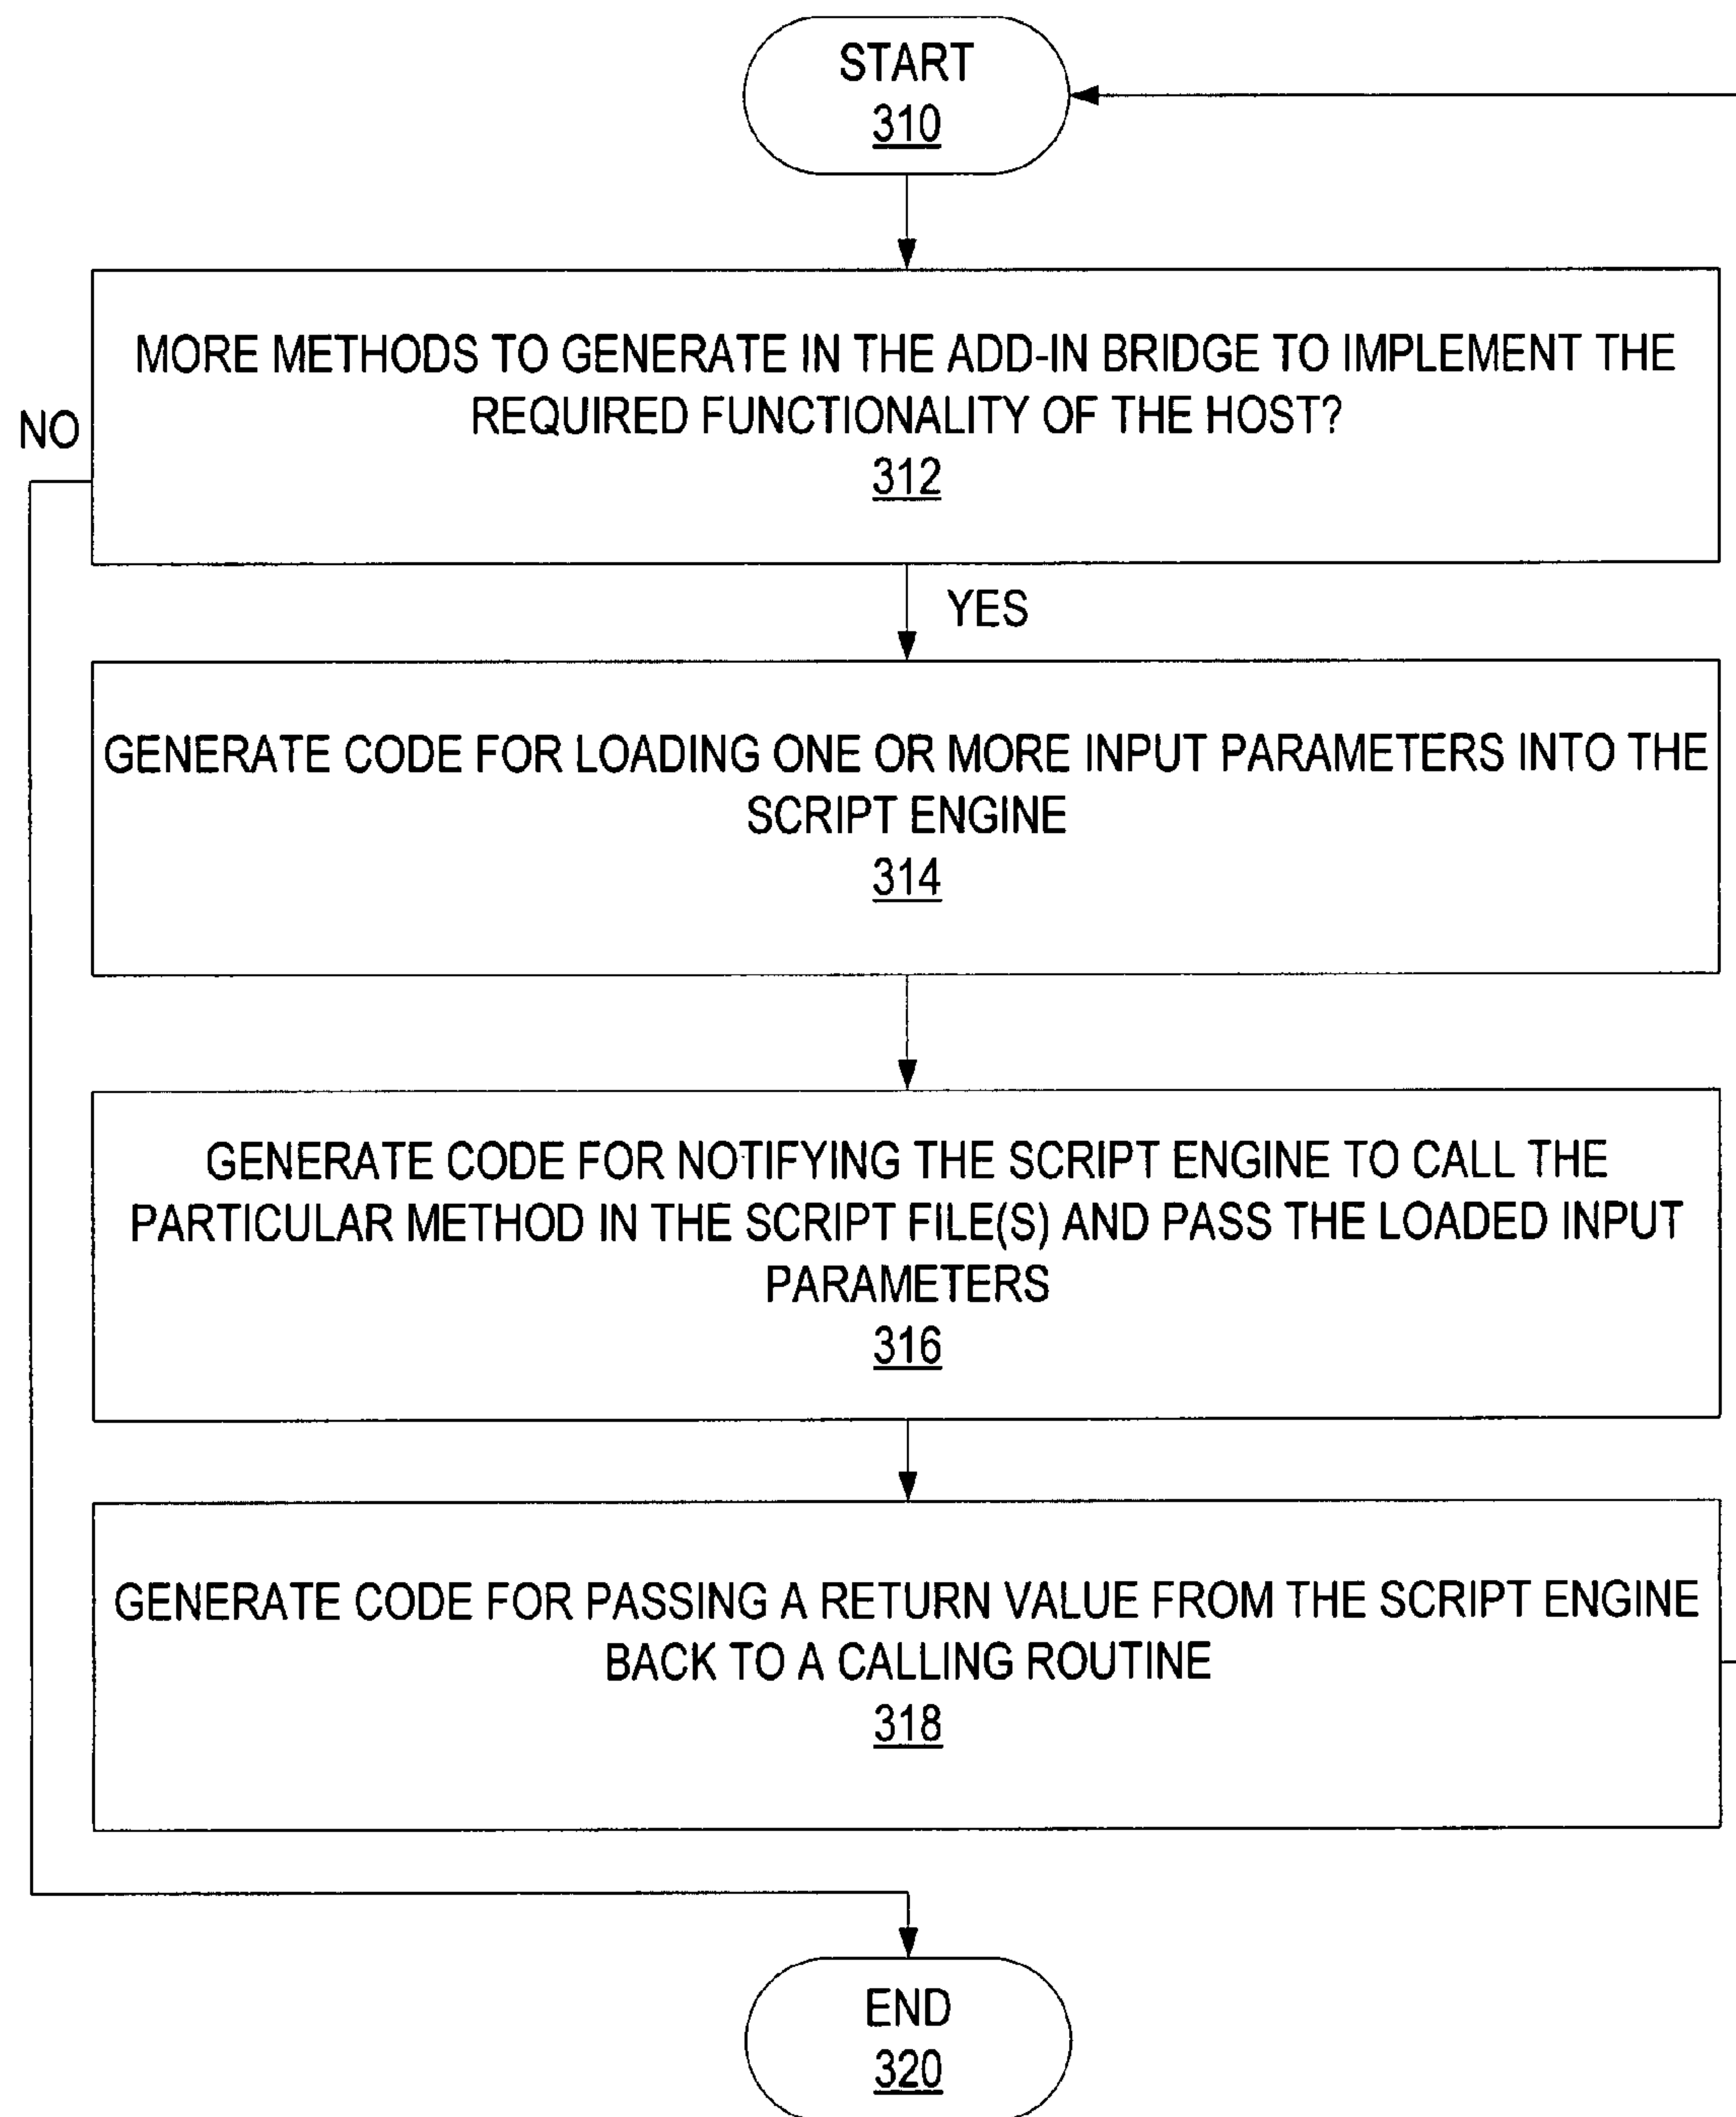 START
310
MORE METHODS TO GENERATE IN THE ADD-IN BRIDGE TO IMPLEMENT THE
REQUIRED FUNCTIONALITY OF THE HOST?
312
NO
YES
GENERATE CODE FOR LOADING ONE OR MORE INPUT PARAMETERS INTO THE
SCRIPT ENGINE
314
GENERATE CODE FOR NOTIFYING THE SCRIPT ENGINE TO CALL THE
PARTICULAR METHOD IN THE SCRIPT FILE(S) AND PASS THE LOADED INPUT
PARAMETERS
316
GENERATE CODE FOR PASSING A RETURN VALUE FROM THE SCRIPT ENGINE
BACK TO A CALLING ROUTINE
318
END
320